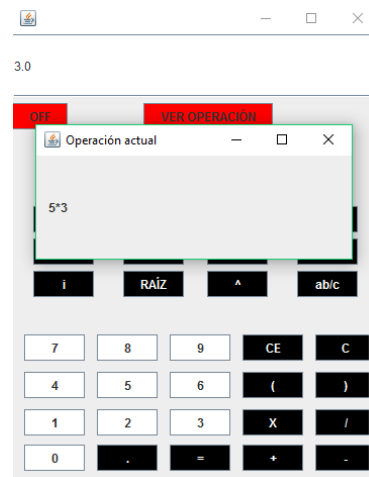 3.0
OFF VER OPERACIÓN
Operación actual
5*3
i RAÍZ ^ ab/c
7 8 9 CE C
4 5 6 ( )
1 2 3 X /
0 . = + -